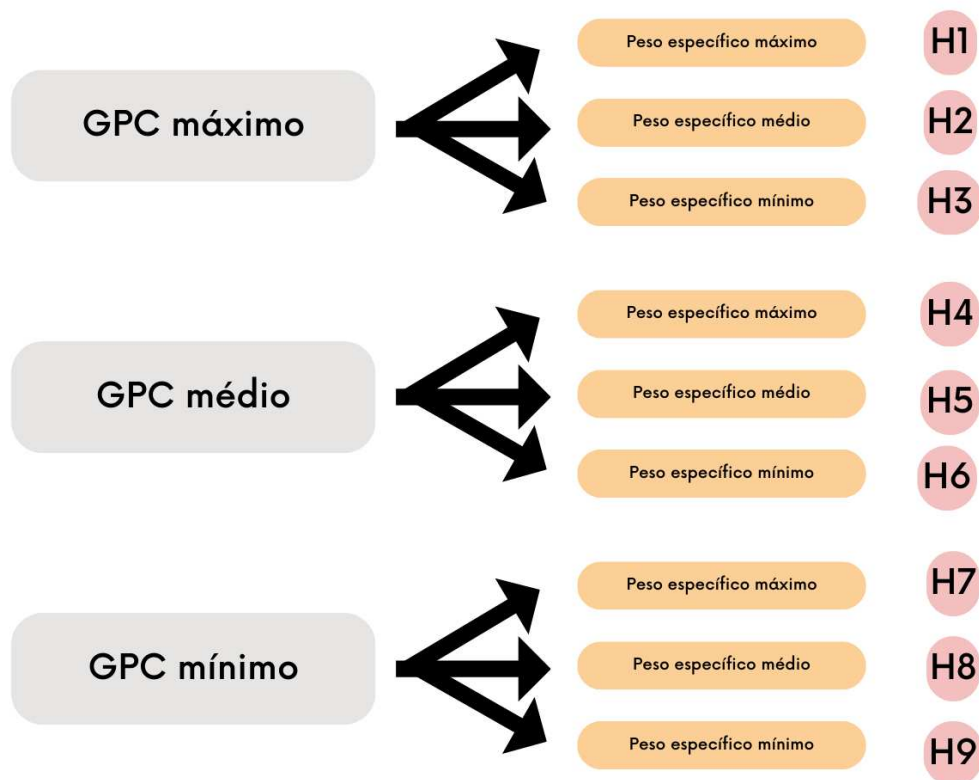 GPC máximo
Peso específico máximo H1
Peso específico médio H2
Peso específico mínimo H3
GPC médio
Peso específico máximo H4
Peso específico médio H5
Peso específico mínimo H6
GPC mínimo
Peso específico máximo H7
Peso específico médio H8
Peso específico mínimo H9